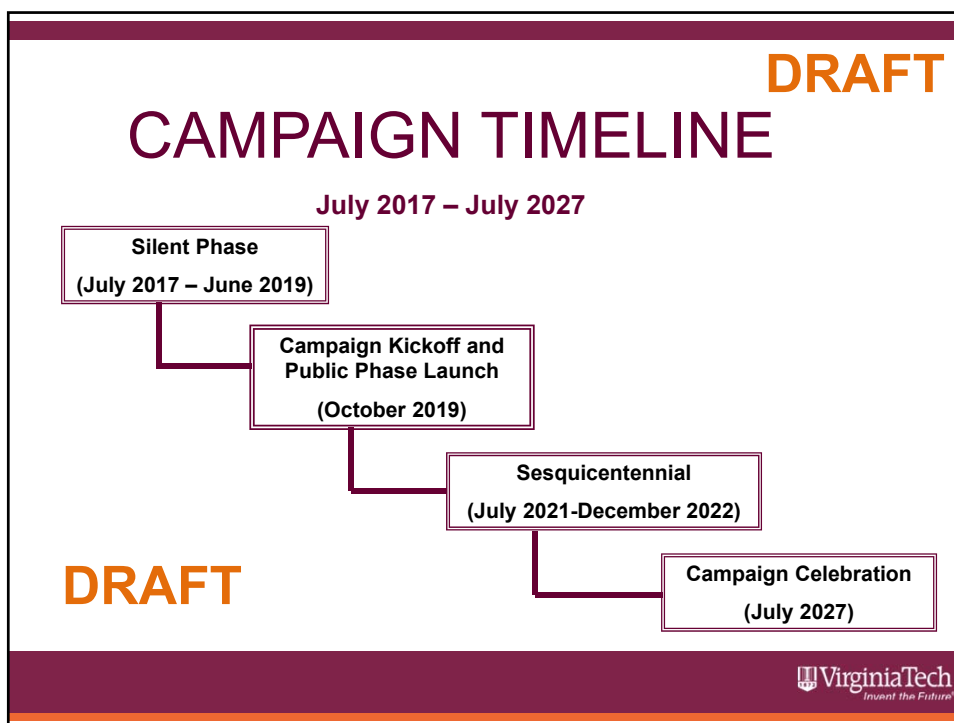 DRAFT
CAMPAIGN TIMELINE
July 2017 – July 2027
Silent Phase
(July 2017 – June 2019)
Campaign Kickoff and
Public Phase Launch
(October 2019)
Sesquicentennial
(July 2021-December 2022)
DRAFT
Campaign Celebration
(July 2027)
VirginiaTech
Invent the Future®